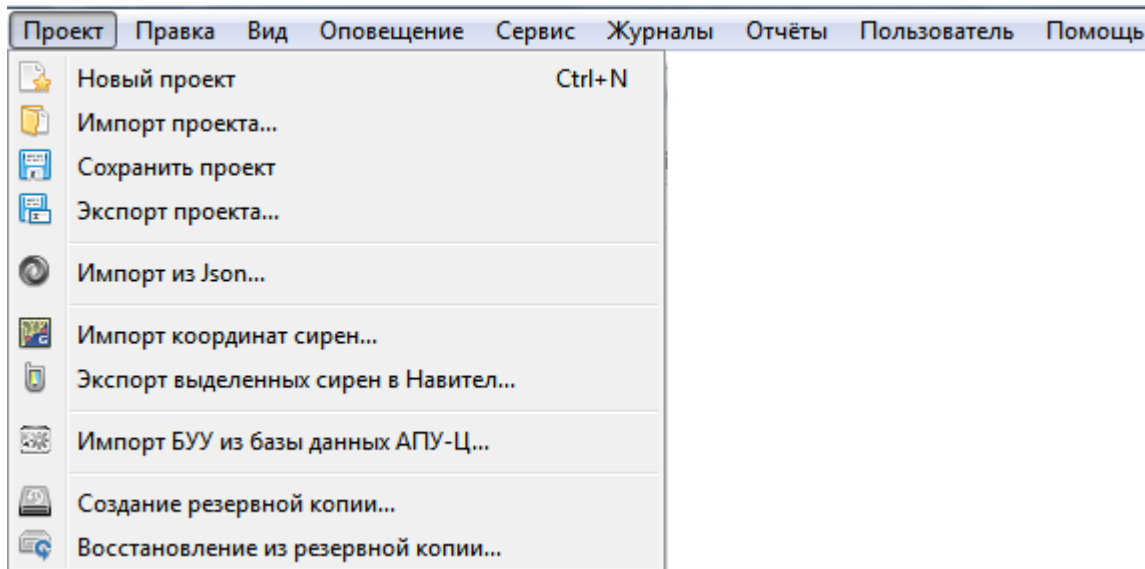 Проект Правка Вид Оповещение Сервис Журналы Отчёты Пользователь Помощь
Новый проект Ctrl+N
Импорт проекта...
Сохранить проект
Экспорт проекта...
Импорт из Json...
Импорт координат сирен...
Экспорт выделенных сирен в Навител...
Импорт БУУ из базы данных АПУ-Ц...
Создание резервной копии...
Восстановление из резервной копии...